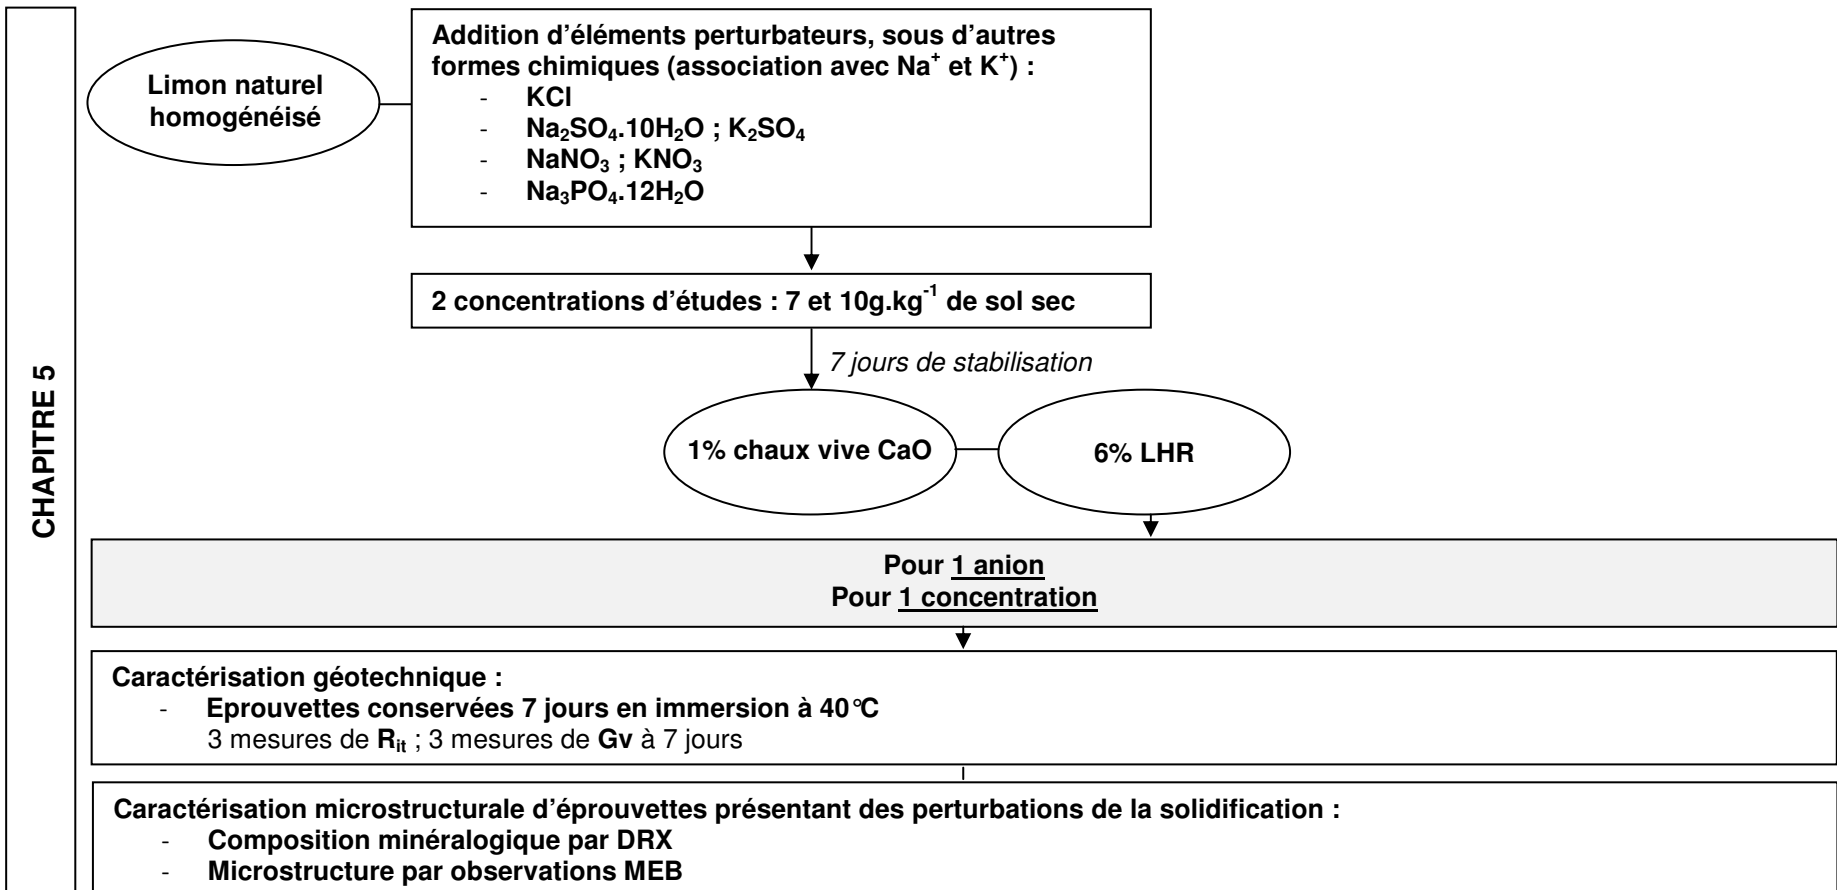 CHAPITRE 5
Limon naturel
homogénéisé
Addition d’éléments perturbateurs, sous d’autres
formes chimiques (association avec Na⁺ et K⁺) :
- KCl
- Na₂SO₄.10H₂O ; K₂SO₄
- NaNO₃ ; KNO₃
- Na₃PO₄.12H₂O
2 concentrations d’études : 7 et 10g.kg⁻¹ de sol sec
7 jours de stabilisation
1% chaux vive CaO
6% LHR
Pour 1 anion
Pour 1 concentration
Caractérisation géotechnique :
- Eprouvettes conservées 7 jours en immersion à 40°C
3 mesures de Rit ; 3 mesures de Gv à 7 jours
Caractérisation microstructurale d’éprouvettes présentant des perturbations de la solidification :
- Composition minéralogique par DRX
- Microstructure par observations MEB